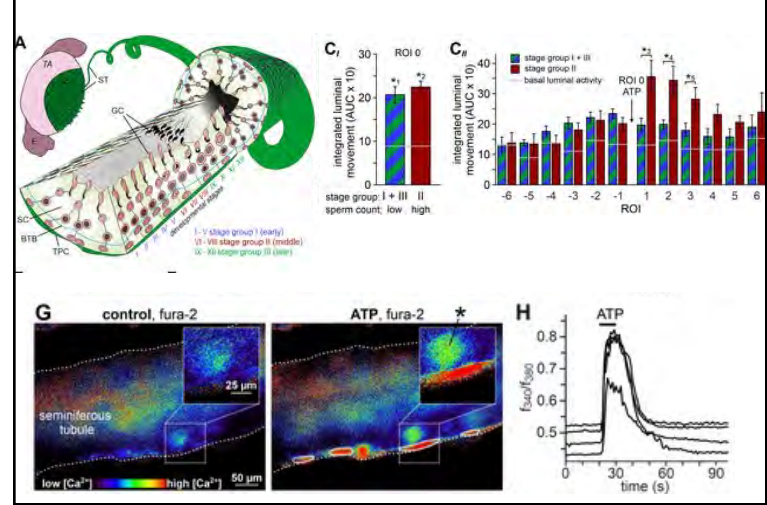 A
TA
ST
E
GC
SC
BTB
TPC
I II III IV V VI VII VIII IX X XI XII
developmental stages
I - V stage group I (early)
VI - VIII stage group II (middle)
IX - XII stage group III (late)
C_I
ROI 0
integrated luminal
movement (AUC x 10)
30
20
10
0
*1
*2
stage group: I + III II
sperm count: low high
C_II
stage group I + III
stage group II
basal luminal activity
ROI 0
ATP
*3
*4
*5
integrated luminal
movement (AUC x 10)
40
30
20
10
0
-6 -5 -4 -3 -2 -1 1 2 3 4 5 6
ROI
G
control, fura-2
25 µm
seminiferous
tubule
low [Ca²⁺] high [Ca²⁺]
50 µm
ATP, fura-2
*
H
ATP
f340/f380
0.8
0.7
0.6
0.5
0 30 60 90
time (s)